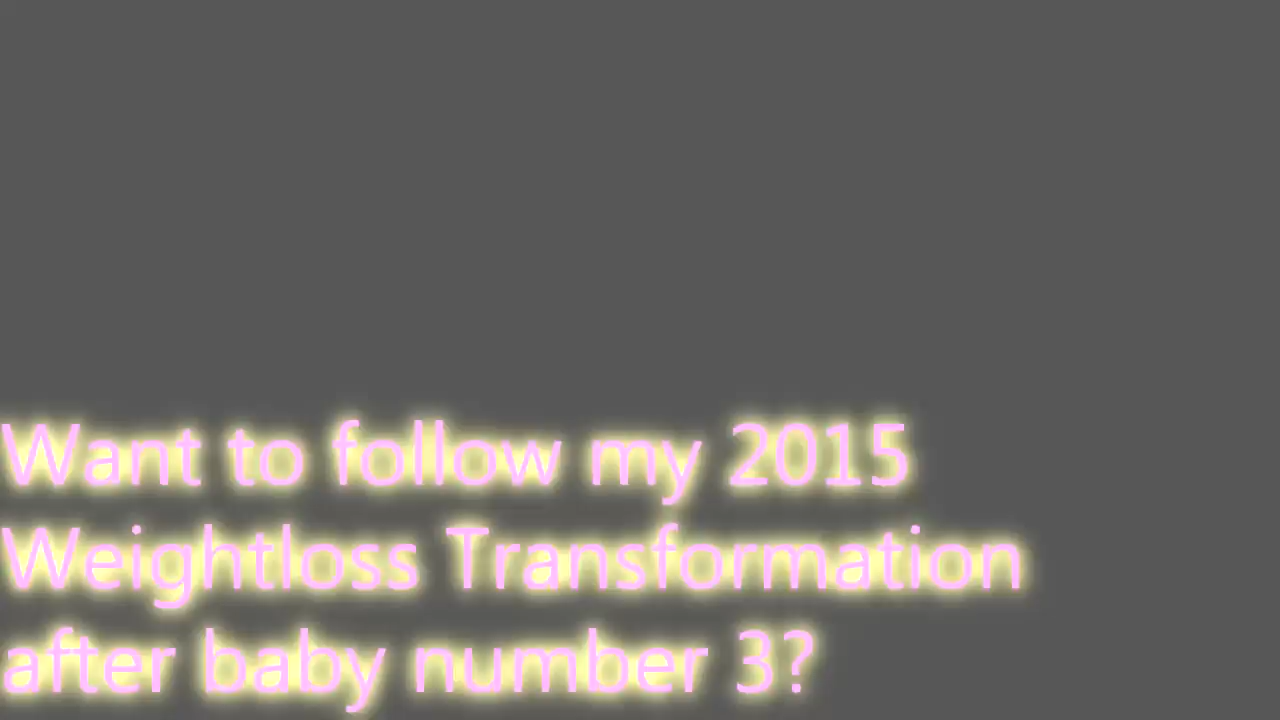 Want to follow my 2015
Weightloss Transformation
after baby number 3?